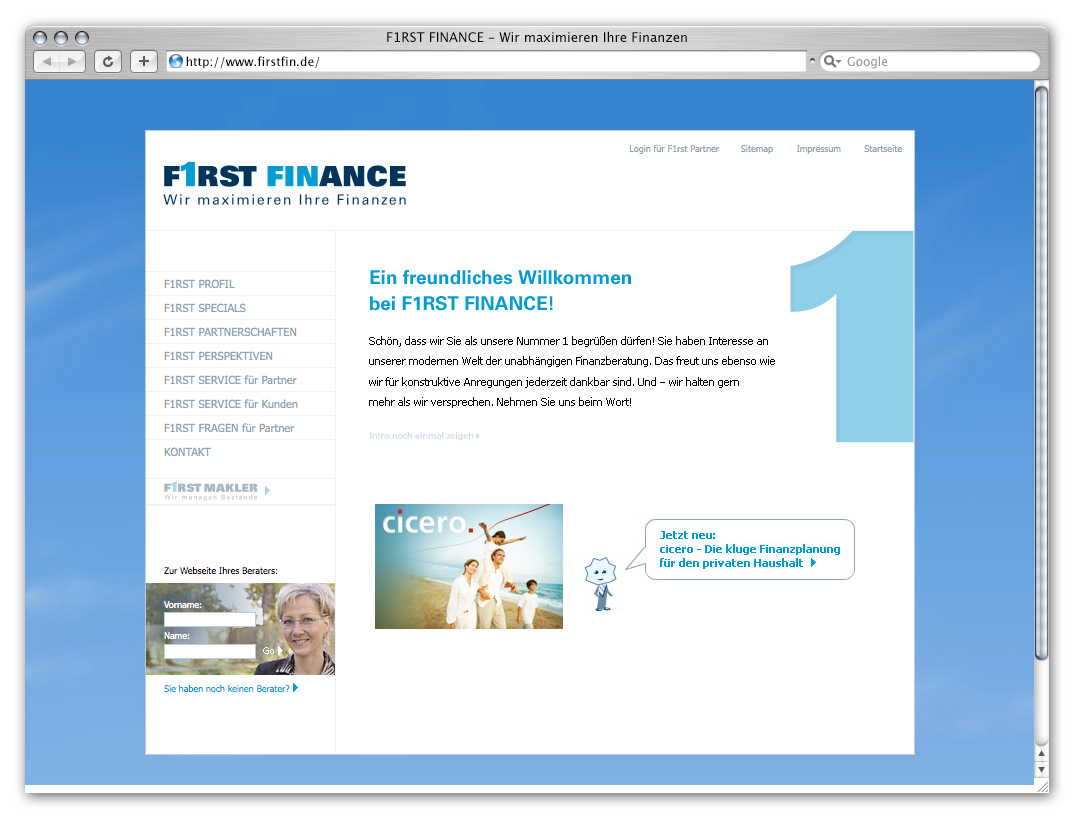 F1RST FINANCE – Wir maximieren Ihre Finanzen
http://www.firstfin.de/
Google
Login für F1rst Partner
Sitemap
Impressum
Startseite
F1RST FINANCE
Wir maximieren Ihre Finanzen
F1RST PROFIL
F1RST SPECIALS
F1RST PARTNERSCHAFTEN
F1RST PERSPEKTIVEN
F1RST SERVICE für Partner
F1RST SERVICE für Kunden
F1RST FRAGEN für Partner
KONTAKT
F1RST MAKLER
Wir managen Bestände
Zur Webseite Ihres Beraters:
Vorname:
Name:
Go
Sie haben noch keinen Berater?
Ein freundliches Willkommen
bei F1RST FINANCE!
1
Schön, dass wir Sie als unsere Nummer 1 begrüßen dürfen! Sie haben Interesse an
unserer modernen Welt der unabhängigen Finanzberatung. Das freut uns ebenso wie
wir für konstruktive Anregungen jederzeit dankbar sind. Und – wir halten gern
mehr als wir versprechen. Nehmen Sie uns beim Wort!
Intro noch einmal zeigen
cicero.
Jetzt neu:
cicero - Die kluge Finanzplanung
für den privaten Haushalt